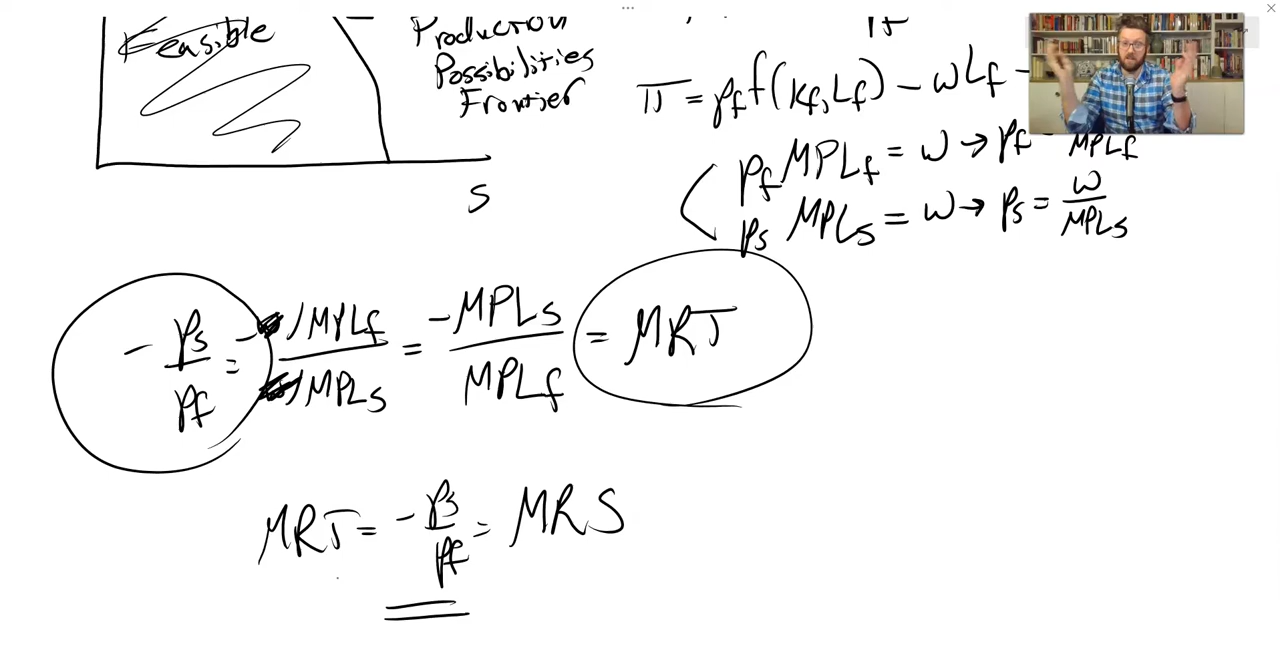 Feasible
Production
Possibilities
Frontier
S
π = pf f(Kf, Lf) - wLf -
pf MPLf = w → pf = MPLf
ps MPLs = w → ps = w/MPLs
- ps/pf = - /MPLf / /MPLs = -MPLs/MPLf = MRT
MRT = - ps/pf = MRS